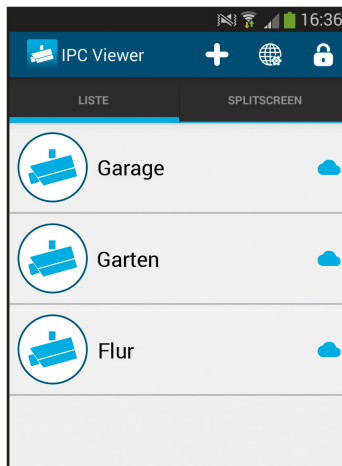 16:36
IPC Viewer
LISTE SPLITSCREEN
Garage
Garten
Flur